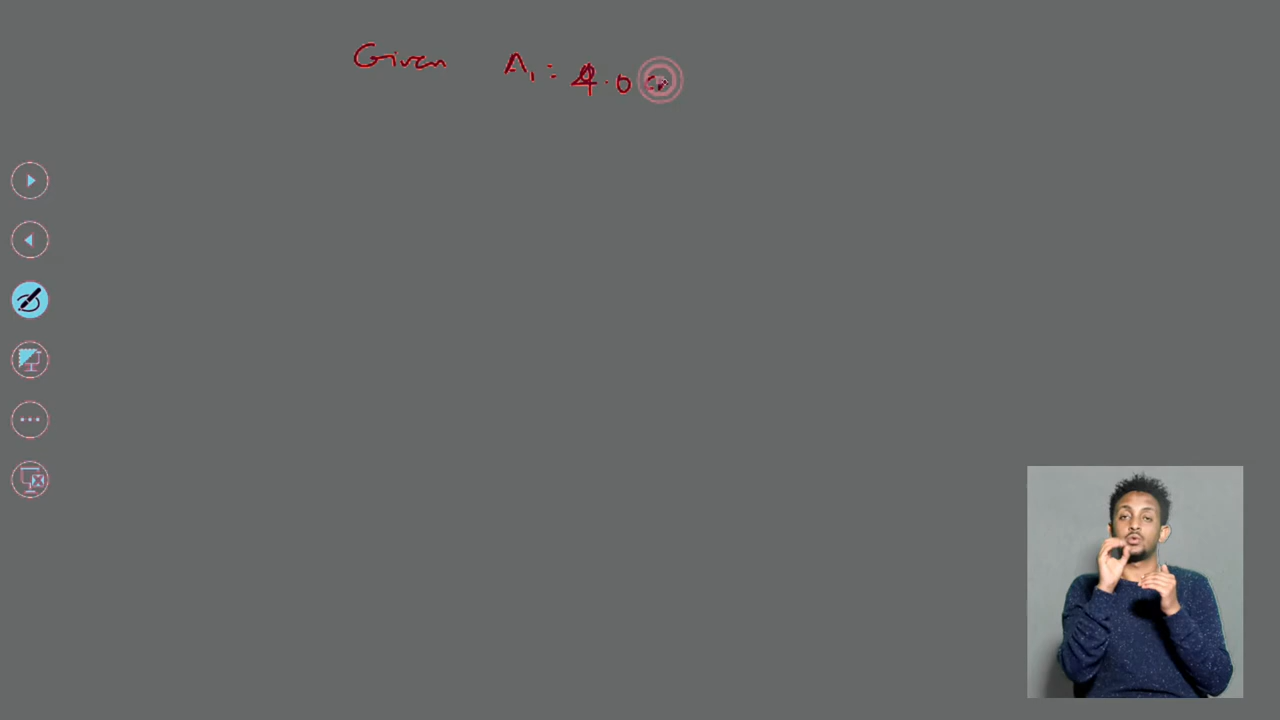 Given A₁ = 4.0